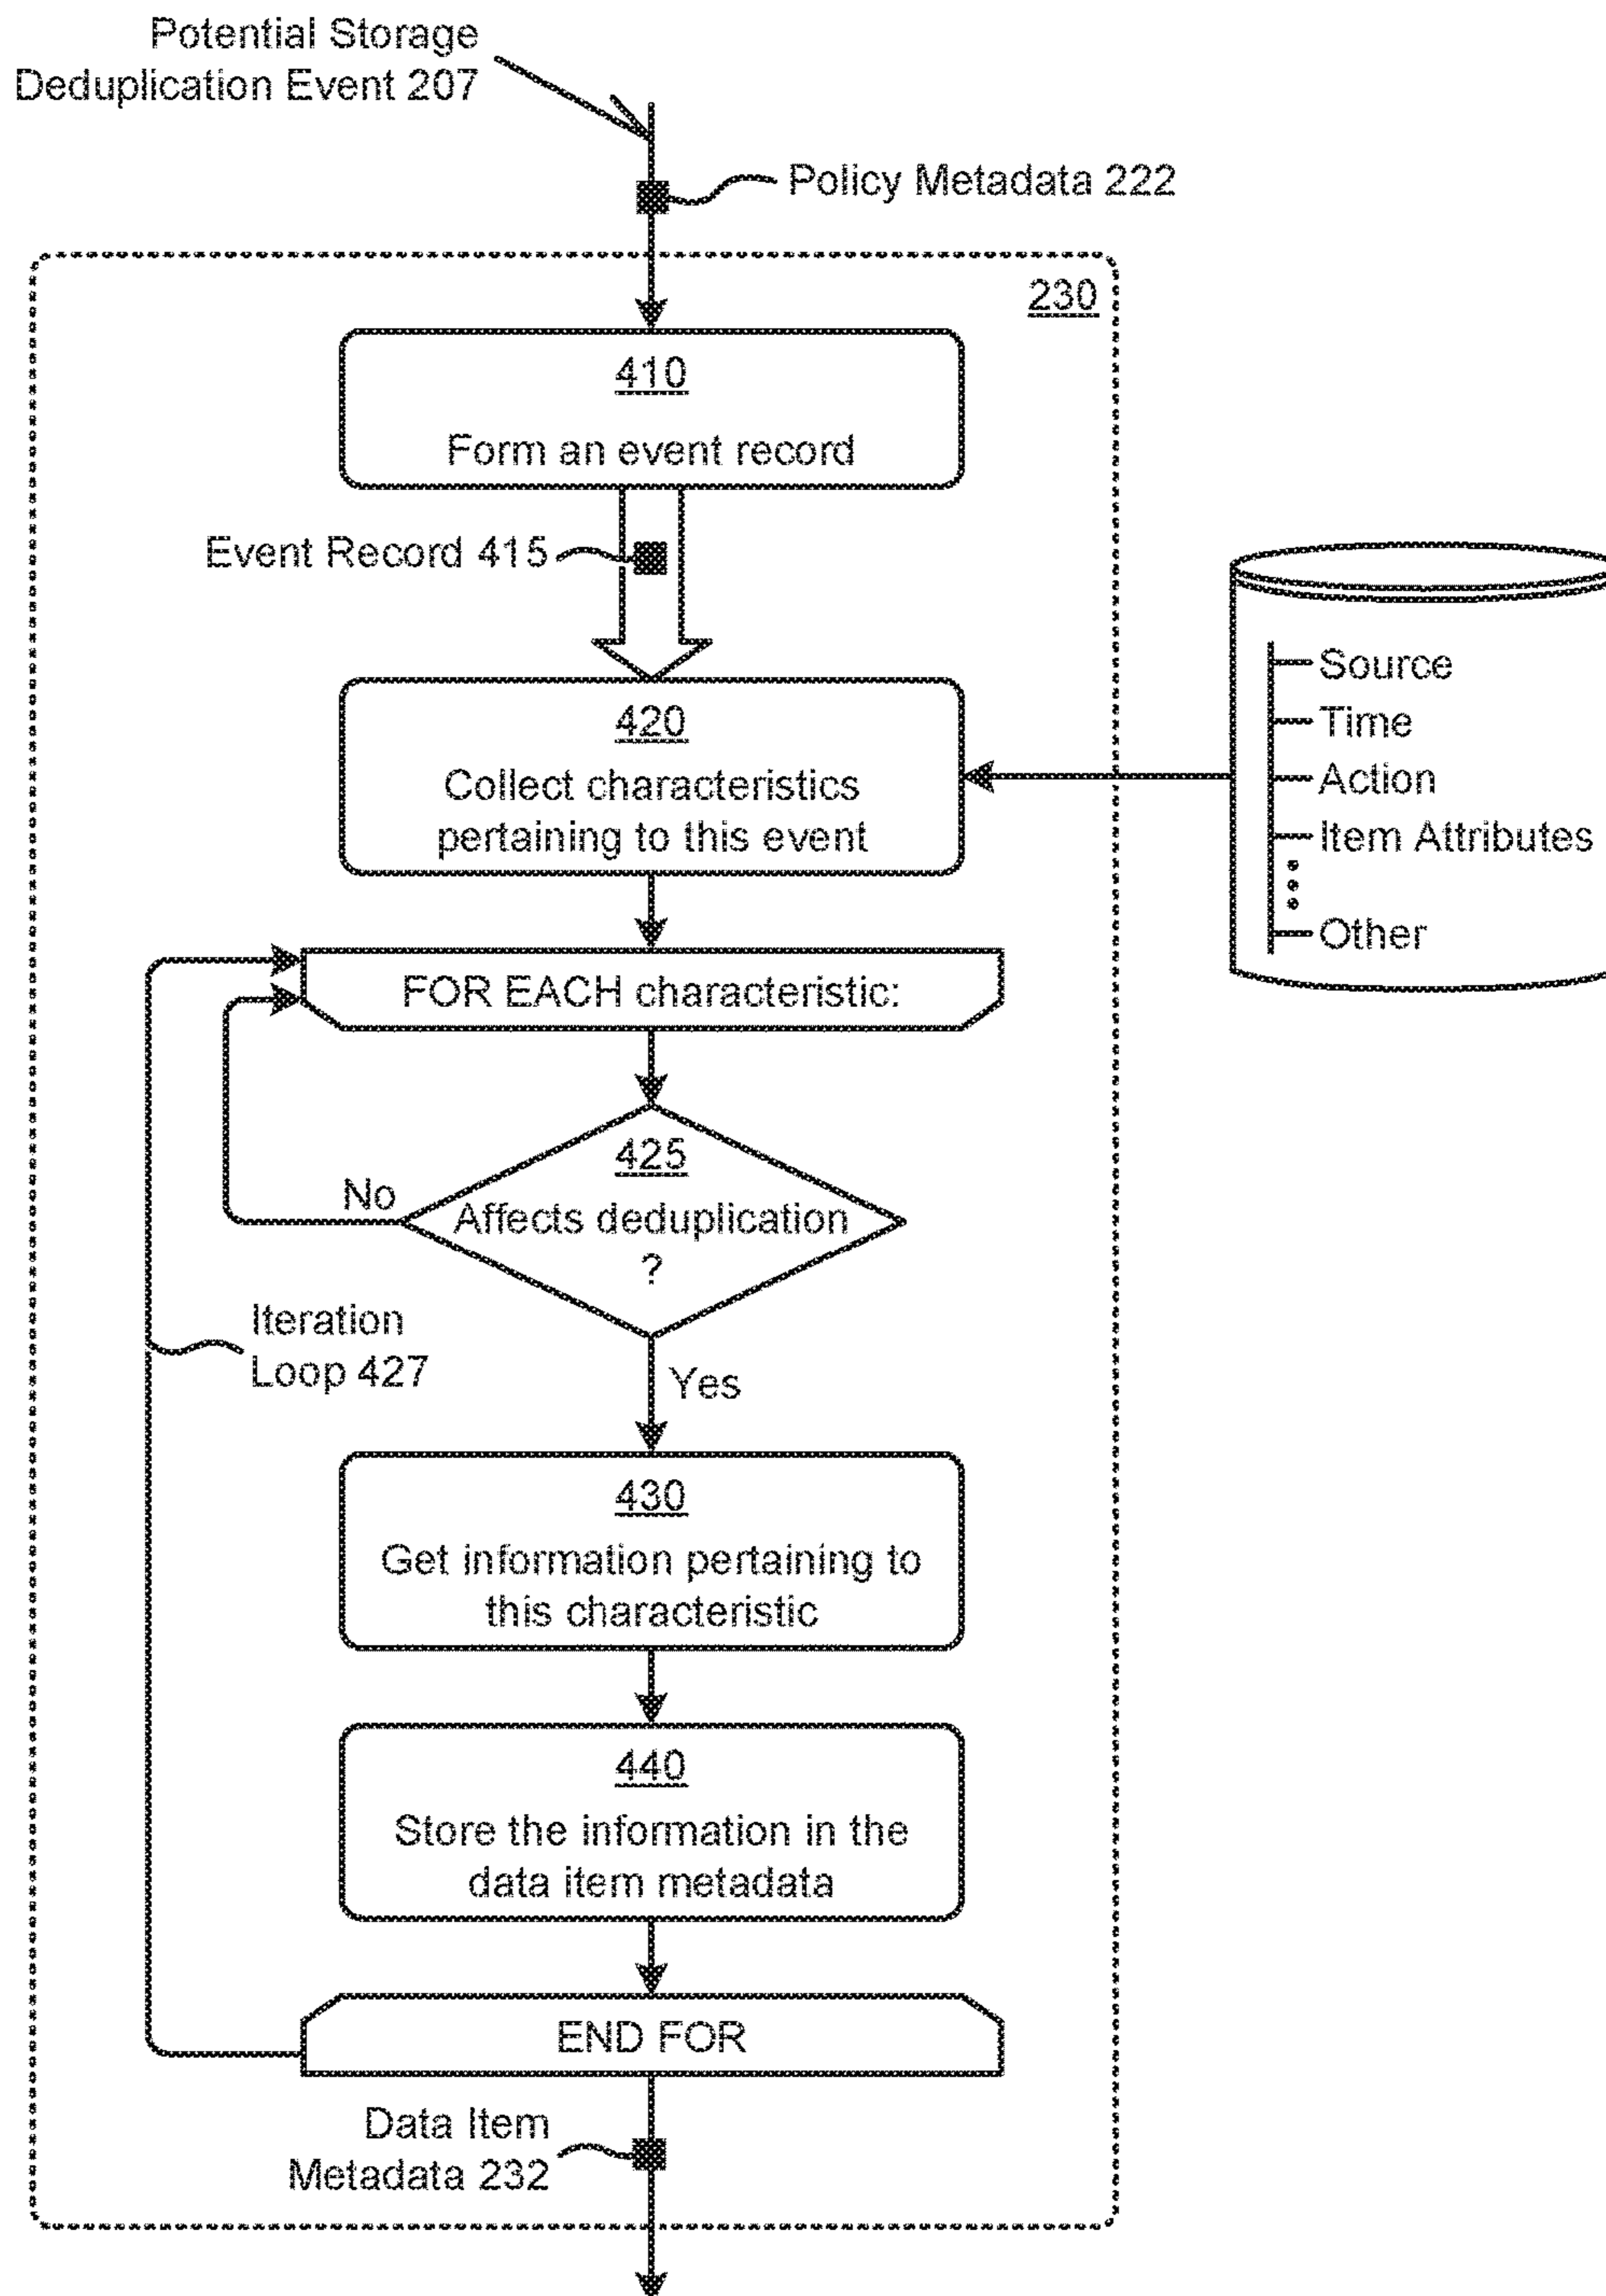 Potential Storage
Deduplication Event 207
Policy Metadata 222
230
410
Form an event record
Event Record 415
420
Collect characteristics
pertaining to this event
Source
Time
Action
Item Attributes
Other
FOR EACH characteristic:
425
Affects deduplication
?
No
Yes
Iteration
Loop 427
430
Get information pertaining to
this characteristic
440
Store the information in the
data item metadata
END FOR
Data Item
Metadata 232